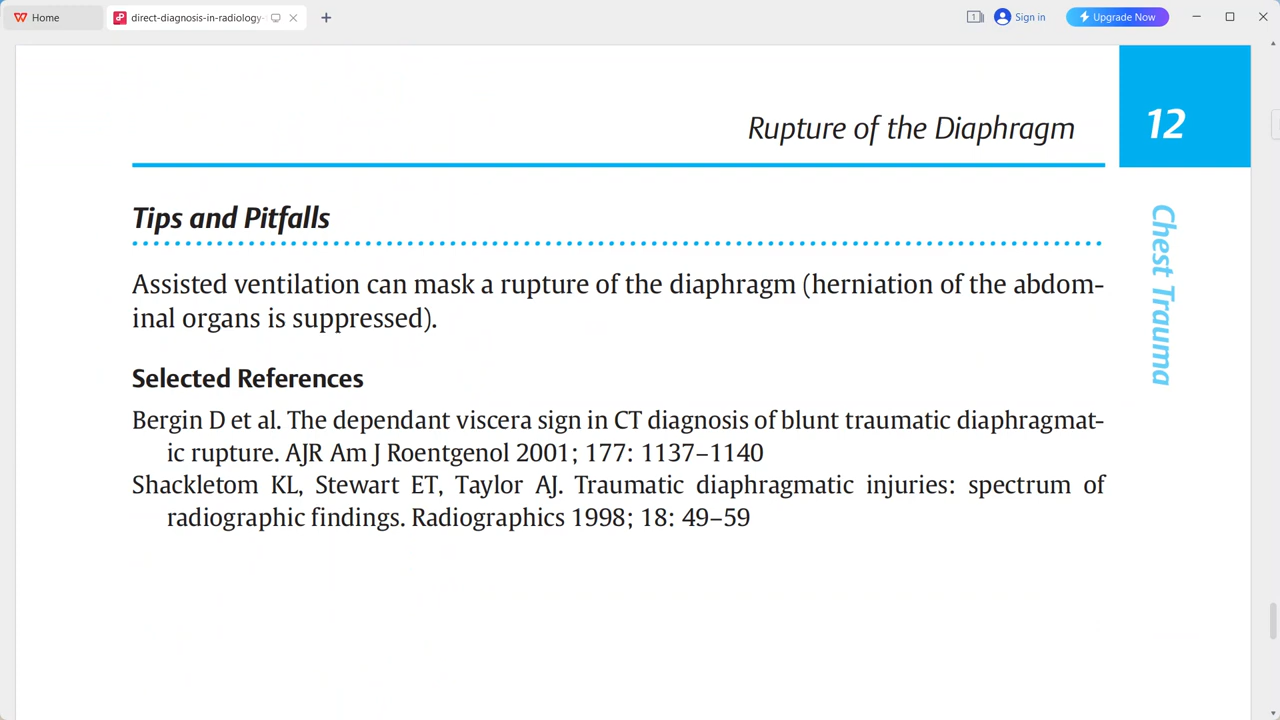 Home
direct-diagnosis-in-radiology-
1
Sign in
Upgrade Now
Rupture of the Diaphragm
12
Chest Trauma
Tips and Pitfalls
Assisted ventilation can mask a rupture of the diaphragm (herniation of the abdom-
inal organs is suppressed).
Selected References
Bergin D et al. The dependant viscera sign in CT diagnosis of blunt traumatic diaphragmat-
ic rupture. AJR Am J Roentgenol 2001; 177: 1137–1140
Shackletom KL, Stewart ET, Taylor AJ. Traumatic diaphragmatic injuries: spectrum of
radiographic findings. Radiographics 1998; 18: 49–59